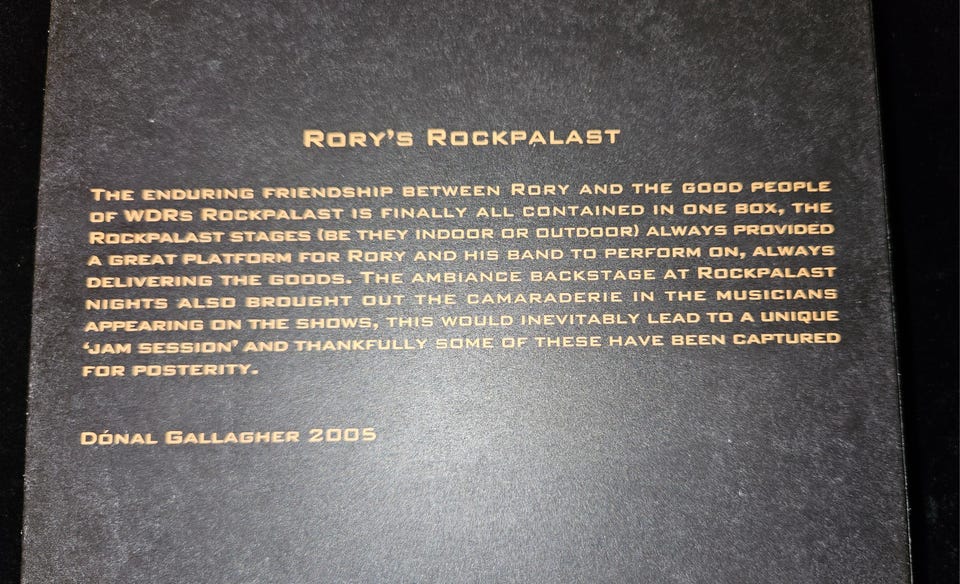 Rory's Rockpalast
The enduring friendship between Rory and the good people
of WDRs Rockpalast is finally all contained in one box, the
Rockpalast stages (be they indoor or outdoor) always provided
a great platform for Rory and his band to perform on, always
delivering the goods. The ambiance backstage at Rockpalast
nights also brought out the camaraderie in the musicians
appearing on the shows, this would inevitably lead to a unique
'jam session' and thankfully some of these have been captured
for posterity.
Dónal Gallagher 2005